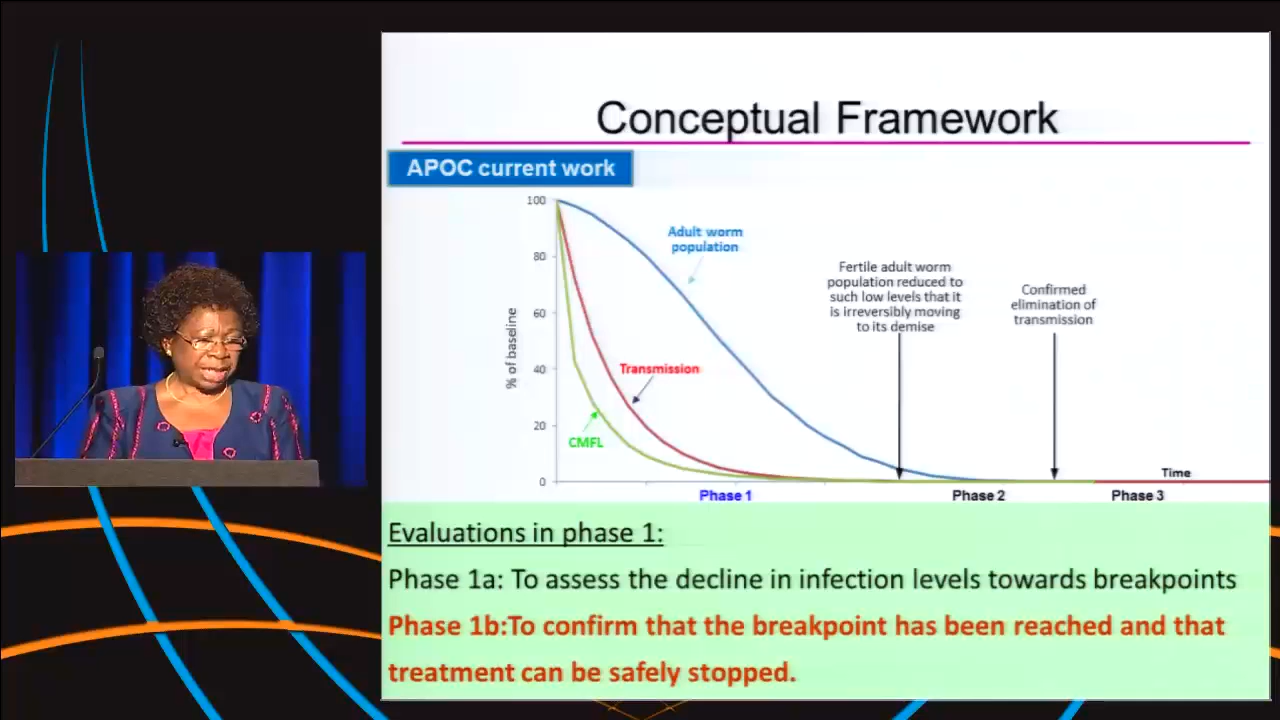 Conceptual Framework
APOC current work
100
80
60
40
20
0
% of baseline
Adult worm
population
Transmission
CMFL
Fertile adult worm
population reduced to
such low levels that it
is irreversibly moving
to its demise
Confirmed
elimination of
transmission
Time
Phase 1
Phase 2
Phase 3
Evaluations in phase 1:
Phase 1a: To assess the decline in infection levels towards breakpoints
Phase 1b:To confirm that the breakpoint has been reached and that
treatment can be safely stopped.